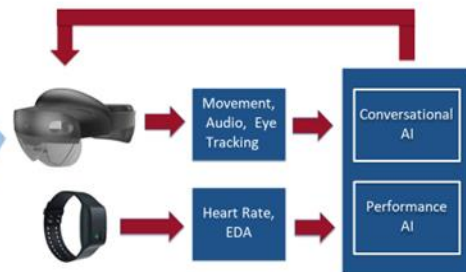 Movement,
Audio, Eye
Tracking
Conversational
AI
Heart Rate,
EDA
Performance
AI